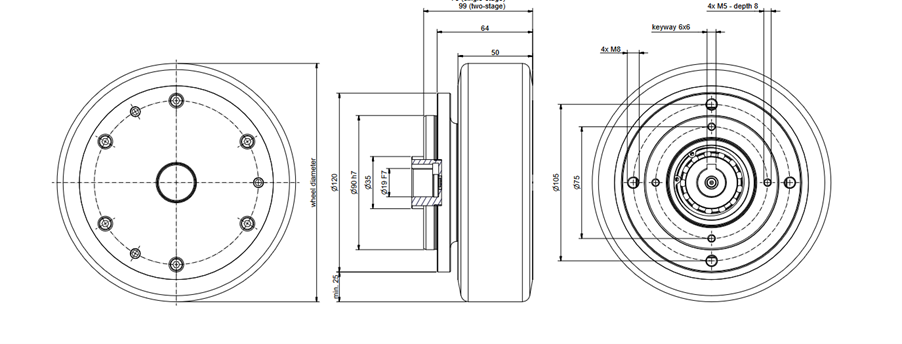 99 (two-stage)
64
50
wheel diameter
Ø120
Ø90 h7
Ø35
Ø19 F7
min. 25
4x M5 - depth 8
keyway 6x6
4x M8
Ø105
Ø75